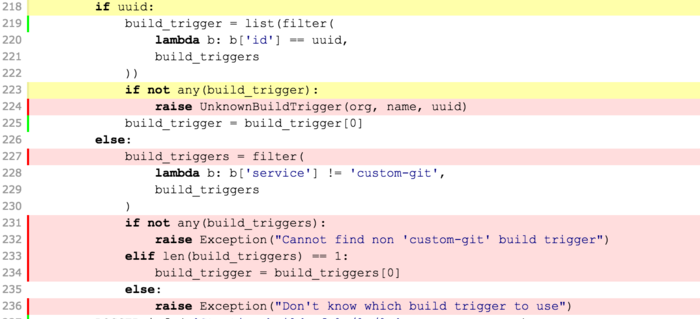 218 if uuid:
219 build_trigger = list(filter(
220 lambda b: b['id'] == uuid,
221 build_triggers
222 ))
223 if not any(build_trigger):
224 raise UnknownBuildTrigger(org, name, uuid)
225 build_trigger = build_trigger[0]
226 else:
227 build_triggers = filter(
228 lambda b: b['service'] != 'custom-git',
229 build_triggers
230 )
231 if not any(build_triggers):
232 raise Exception("Cannot find non 'custom-git' build trigger")
233 elif len(build_triggers) == 1:
234 build_trigger = build_triggers[0]
235 else:
236 raise Exception("Don't know which build trigger to use")